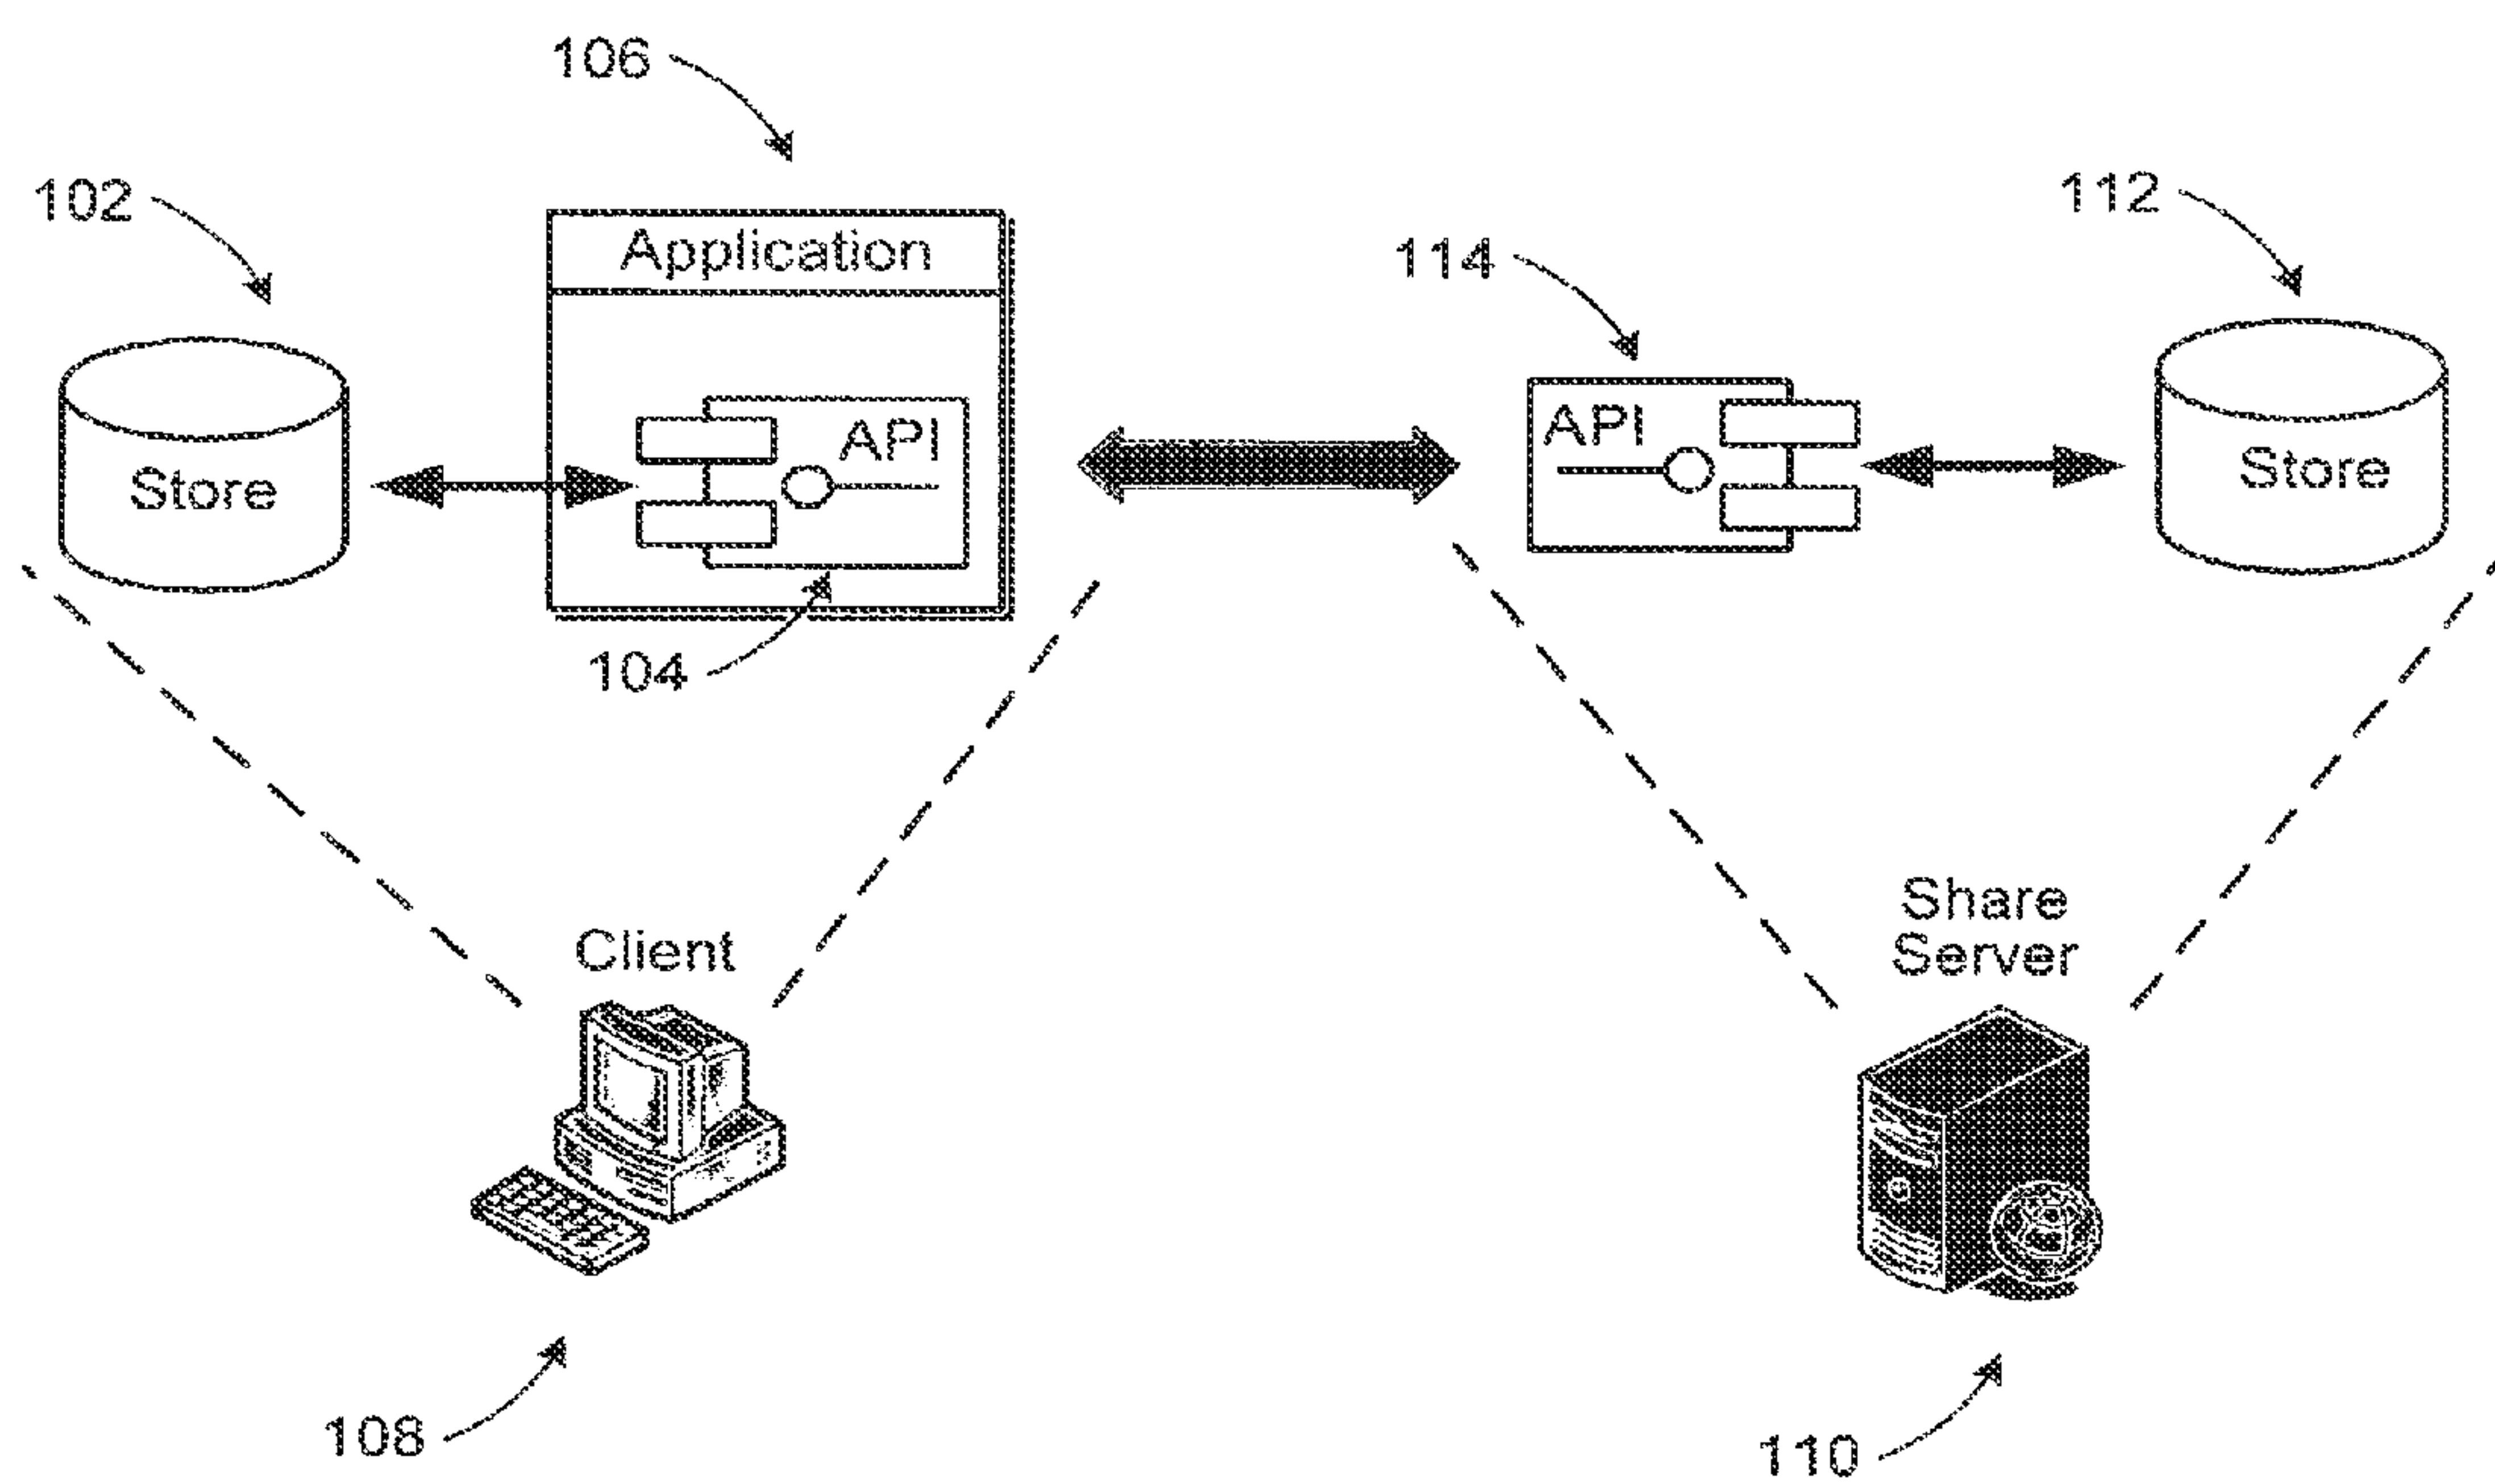 106
102
112
Application
114
API
API
Store
Store
104
Share
Server
Client
108
110